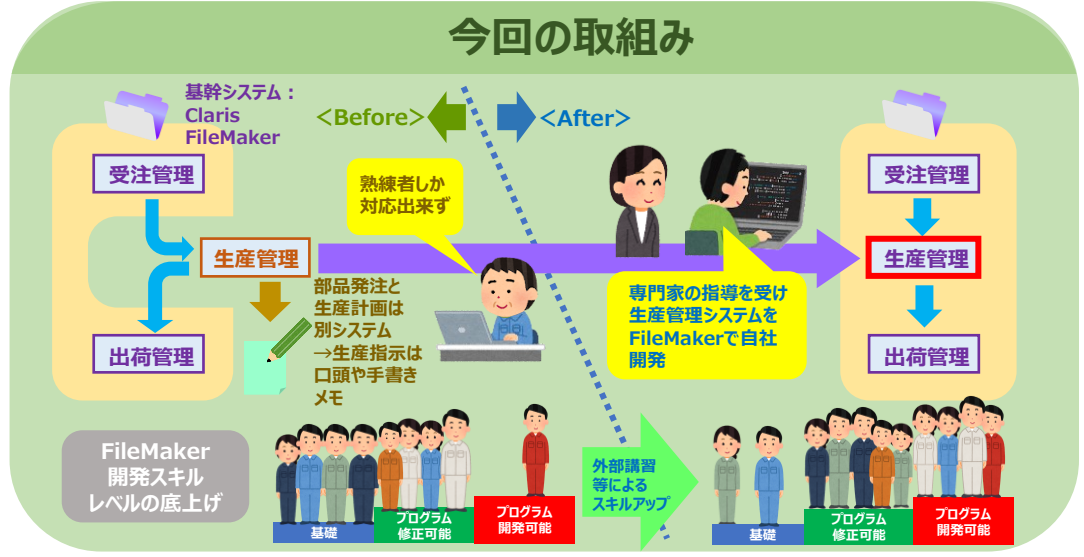 今回の取組み
基幹システム：
Claris
FileMaker
<Before>
<After>
受注管理
生産管理
出荷管理
熟練者しか
対応出来ず
部品発注と
生産計画は
別システム
→生産指示は
口頭や手書き
メモ
専門家の指導を受け
生産管理システムを
FileMakerで自社
開発
受注管理
生産管理
出荷管理
FileMaker
開発スキル
レベルの底上げ
基礎
プログラム
修正可能
プログラム
開発可能
外部講習
等による
スキルアップ
基礎
プログラム
修正可能
プログラム
開発可能